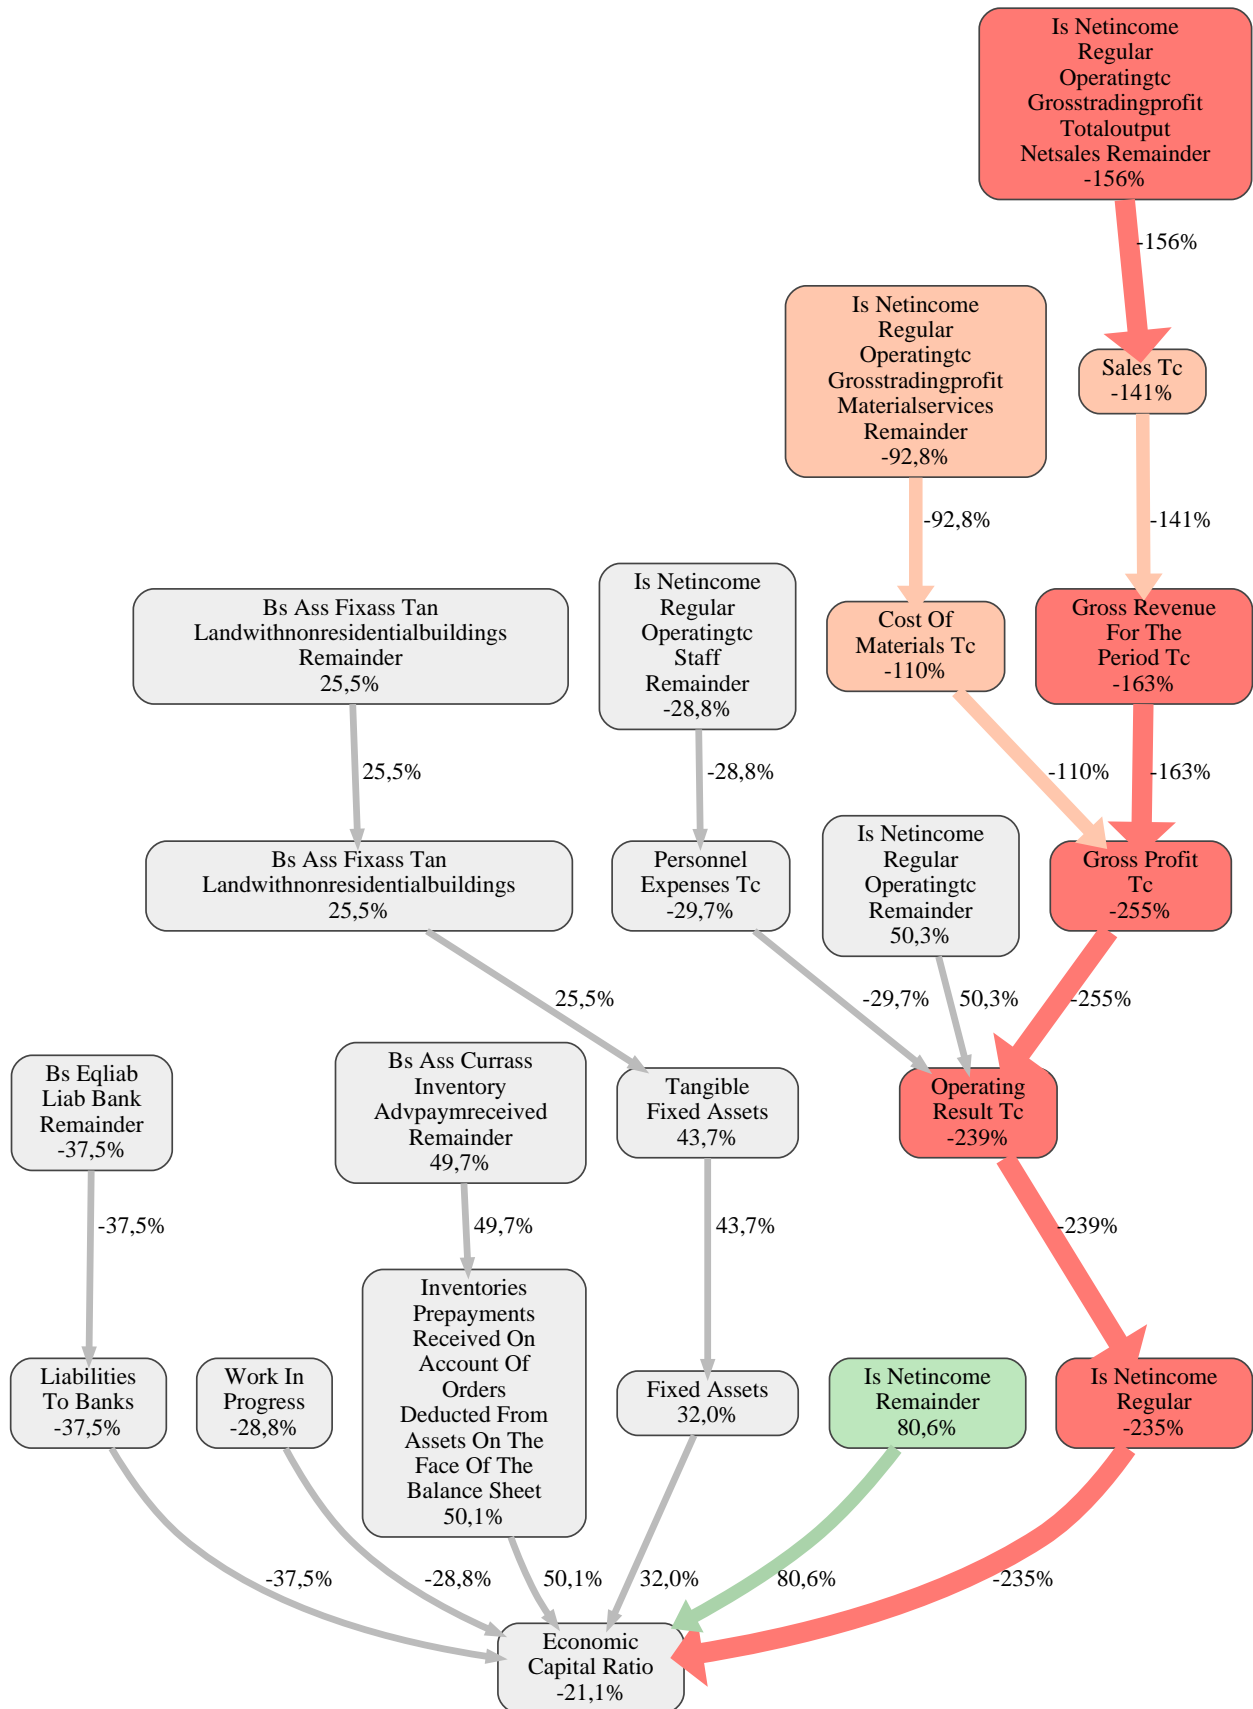 Is Netincome
Regular
Operatingtc
Grosstradingprofit
Totaloutput
Netsales Remainder
-156%
-156%
Is Netincome
Regular
Operatingtc
Grosstradingprofit
Materialservices
Remainder
-92,8%
Sales Tc
-141%
-92,8%
-141%
Bs Ass Fixass Tan
Landwithnonresidentialbuildings
Remainder
25,5%
Is Netincome
Regular
Operatingtc
Staff
Remainder
-28,8%
Cost Of
Materials Tc
-110%
Gross Revenue
For The
Period Tc
-163%
25,5%
-28,8%
-110%
-163%
Bs Ass Fixass Tan
Landwithnonresidentialbuildings
25,5%
Personnel
Expenses Tc
-29,7%
Is Netincome
Regular
Operatingtc
Remainder
50,3%
Gross Profit
Tc
-255%
25,5%
-29,7%
50,3%
-255%
Bs Eqliab
Liab Bank
Remainder
-37,5%
Bs Ass Currass
Inventory
Advpaymreceived
Remainder
49,7%
Tangible
Fixed Assets
43,7%
Operating
Result Tc
-239%
-37,5%
49,7%
43,7%
-239%
Liabilities
To Banks
-37,5%
Work In
Progress
-28,8%
Inventories
Prepayments
Received On
Account Of
Orders
Deducted From
Assets On The
Face Of The
Balance Sheet
50,1%
Fixed Assets
32,0%
Is Netincome
Remainder
80,6%
Is Netincome
Regular
-235%
-37,5%
-28,8%
50,1%
32,0%
80,6%
-235%
Economic
Capital Ratio
-21,1%